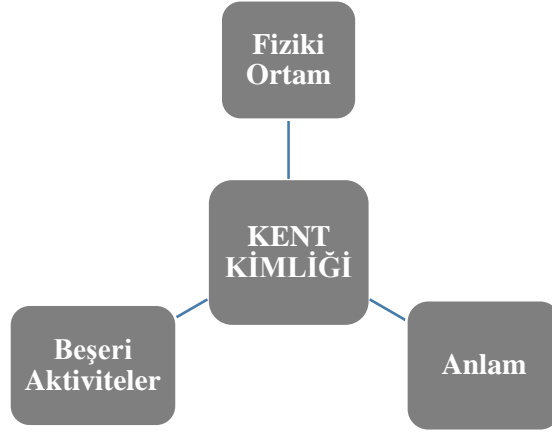 Fiziki
Ortam
KENT
KİMLİĞİ
Beşeri
Aktiviteler
Anlam